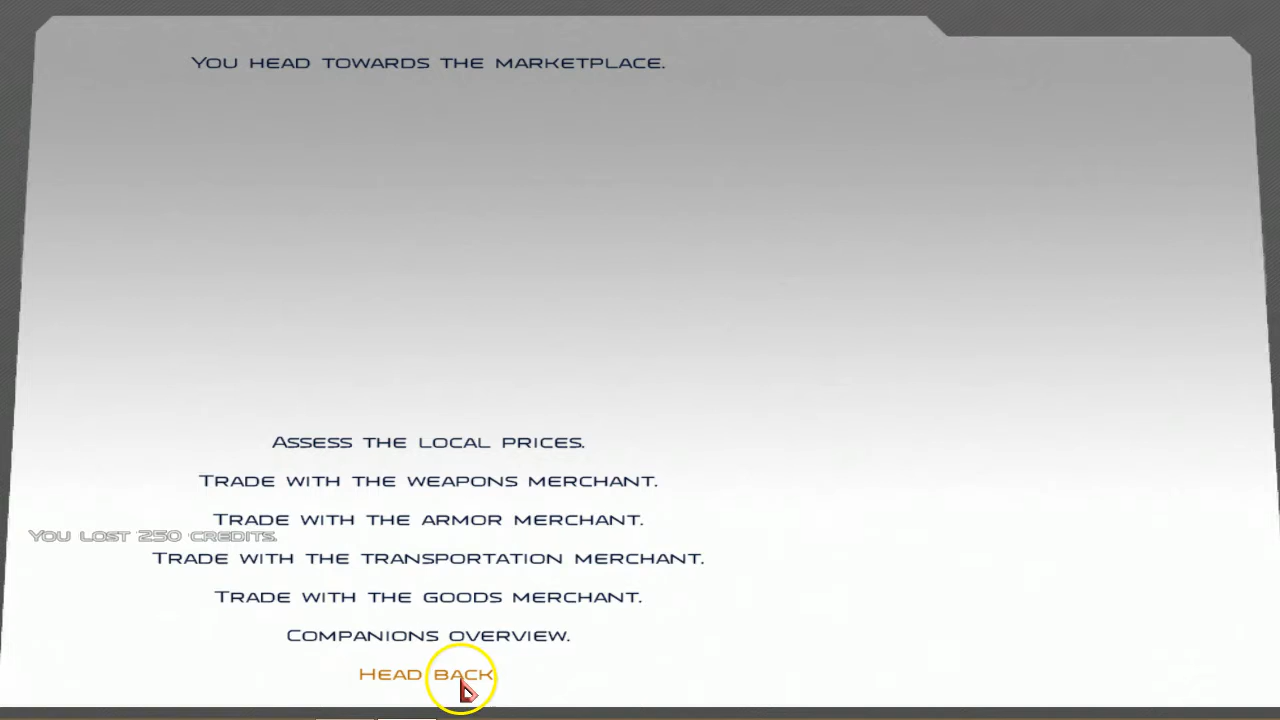 You head towards the marketplace.
Assess the local prices.
Trade with the weapons merchant.
Trade with the armor merchant.
You lost 250 credits.
Trade with the transportation merchant.
Trade with the goods merchant.
Companions overview.
Head back